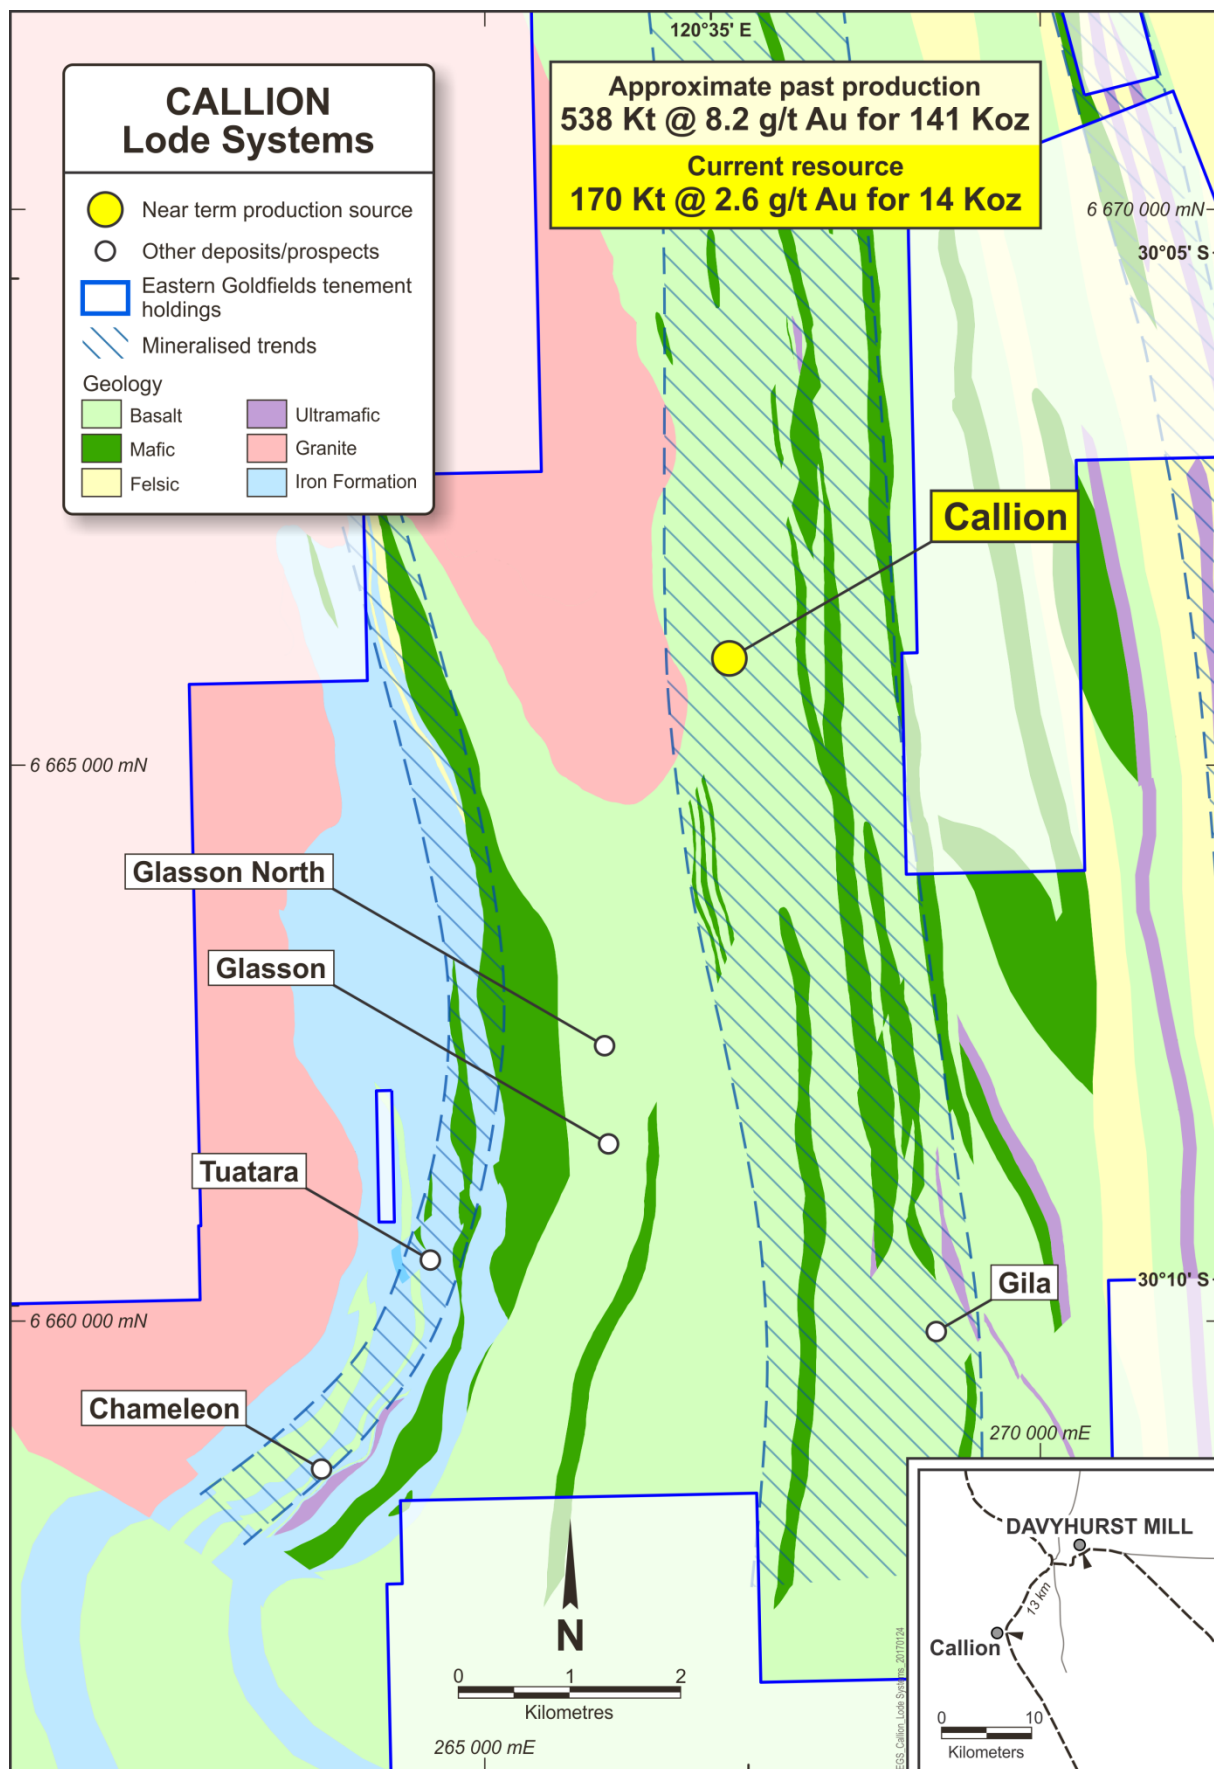 120°35' E
CALLION
Lode Systems
Near term production source
Other deposits/prospects
Eastern Goldfields tenement
holdings
Mineralised trends
Geology
Basalt
Mafic
Felsic
Ultramafic
Granite
Iron Formation
Approximate past production
538 Kt @ 8.2 g/t Au for 141 Koz
Current resource
170 Kt @ 2.6 g/t Au for 14 Koz
6 670 000 mN
30°05' S
Callion
6 665 000 mN
Glasson North
Glasson
Tuatara
Gila
30°10' S
6 660 000 mN
Chameleon
270 000 mE
N
0 1 2
Kilometres
265 000 mE
EGS_Callion_Lode Systems_20170124
DAVYHURST MILL
13 km
Callion
0 10
Kilometers